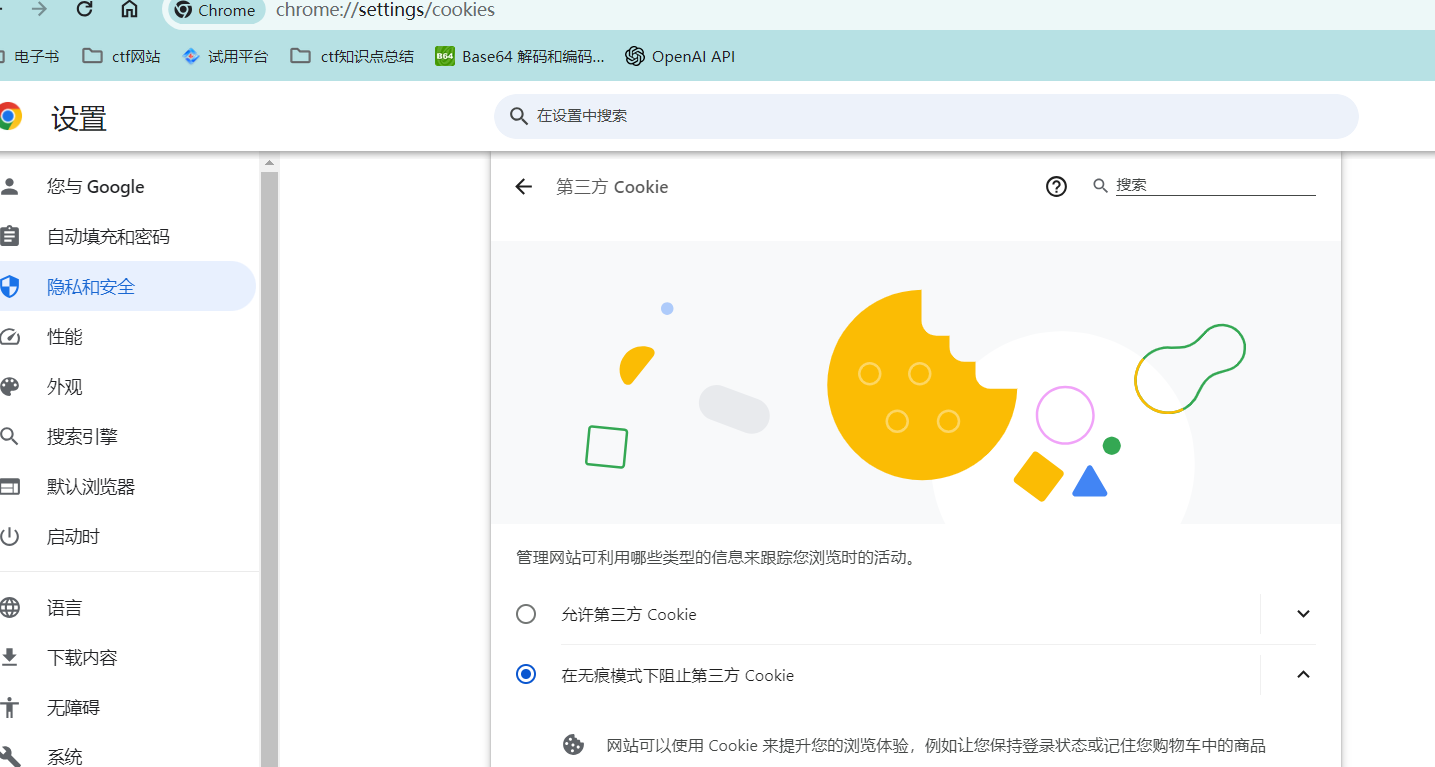 Chrome chrome://settings/cookies
电子书 ctf网站 试用平台 ctf知识点总结 B64 Base64 解码和编码... OpenAI API
设置 在设置中搜索
您与 Google
自动填充和密码
隐私和安全
性能
外观
搜索引擎
默认浏览器
启动时
语言
下载内容
无障碍
系统
第三方 Cookie 搜索
管理网站可利用哪些类型的信息来跟踪您浏览时的活动。
允许第三方 Cookie
在无痕模式下阻止第三方 Cookie
网站可以使用 Cookie 来提升您的浏览体验，例如让您保持登录状态或记住您购物车中的商品